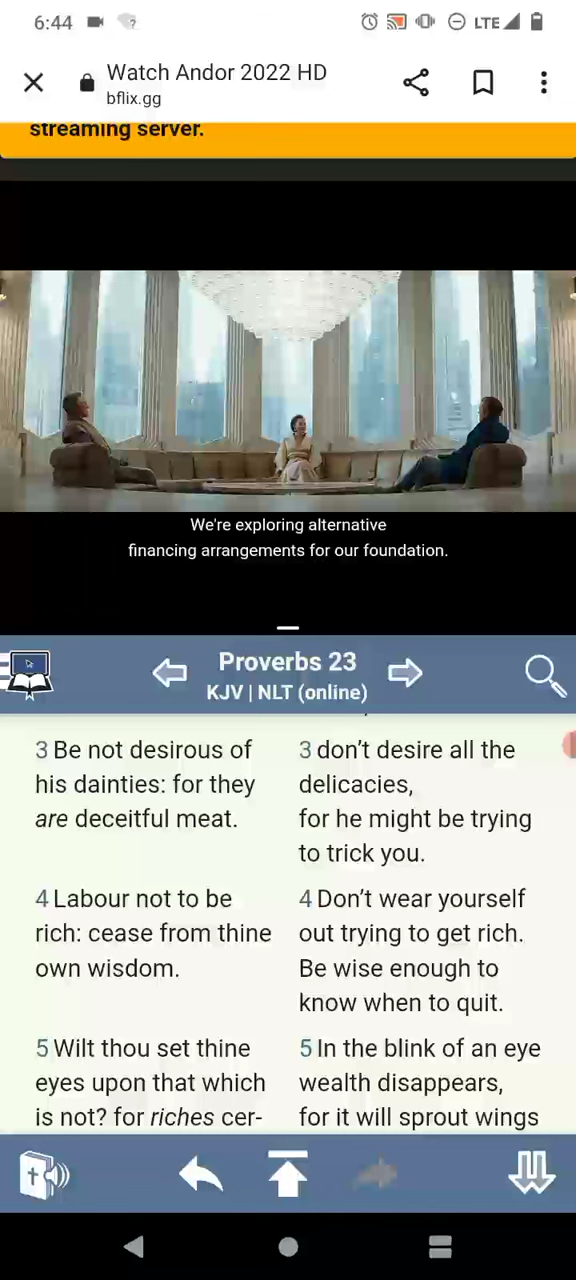 6:44
LTE
Watch Andor 2022 HD
bflix.gg
streaming server.
We're exploring alternative
financing arrangements for our foundation.
Proverbs 23
KJV | NLT (online)
3 Be not desirous of
his dainties: for they
are deceitful meat.
4 Labour not to be
rich: cease from thine
own wisdom.
5 Wilt thou set thine
eyes upon that which
is not? for riches cer-
3 don't desire all the
delicacies,
for he might be trying
to trick you.
4 Don't wear yourself
out trying to get rich.
Be wise enough to
know when to quit.
5 In the blink of an eye
wealth disappears,
for it will sprout wings